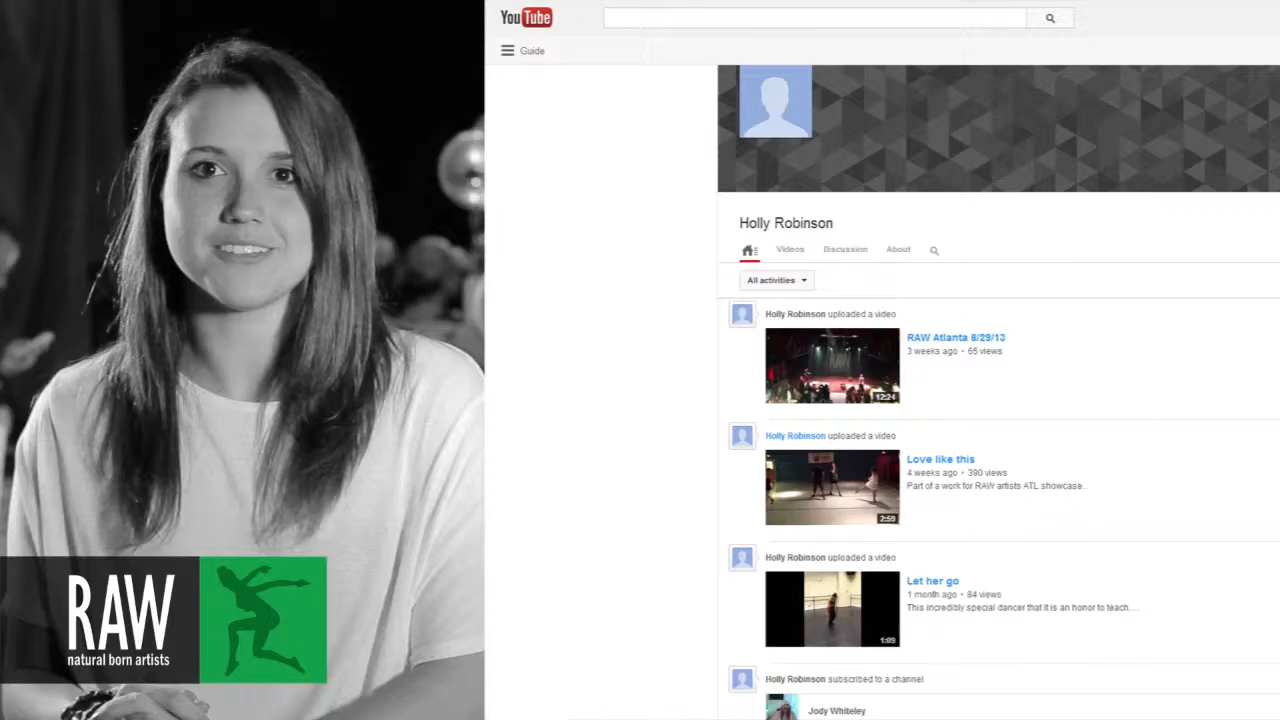 YouTube
Guide
Holly Robinson
Videos
Discussion
About
All activities
Holly Robinson uploaded a video
RAW Atlanta 8/29/13
3 weeks ago • 65 views
12:24
Holly Robinson uploaded a video
Love like this
4 weeks ago • 390 views
Part of a work for RAW artists ATL showcase..
2:59
Holly Robinson uploaded a video
Let her go
1 month ago • 84 views
This incredibly special dancer that it is an honor to teach....
1:09
Holly Robinson subscribed to a channel
Jody Whiteley
RAW
natural born artists